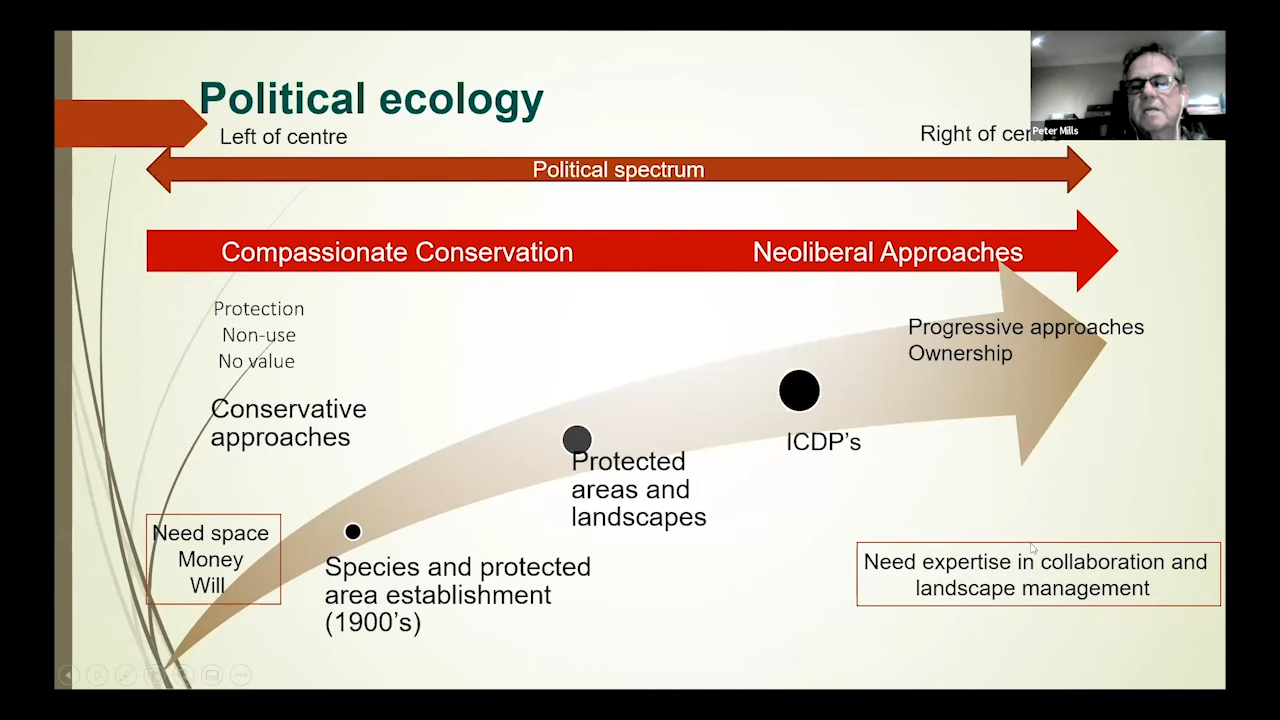 Political ecology
Left of centre
Right of cen
Peter Mills
Political spectrum
Compassionate Conservation
Neoliberal Approaches
Protection
Non-use
No value
Progressive approaches
Ownership
Conservative
approaches
ICDP's
Protected
areas and
landscapes
Need space
Money
Will
Species and protected
area establishment
(1900's)
Need expertise in collaboration and
landscape management